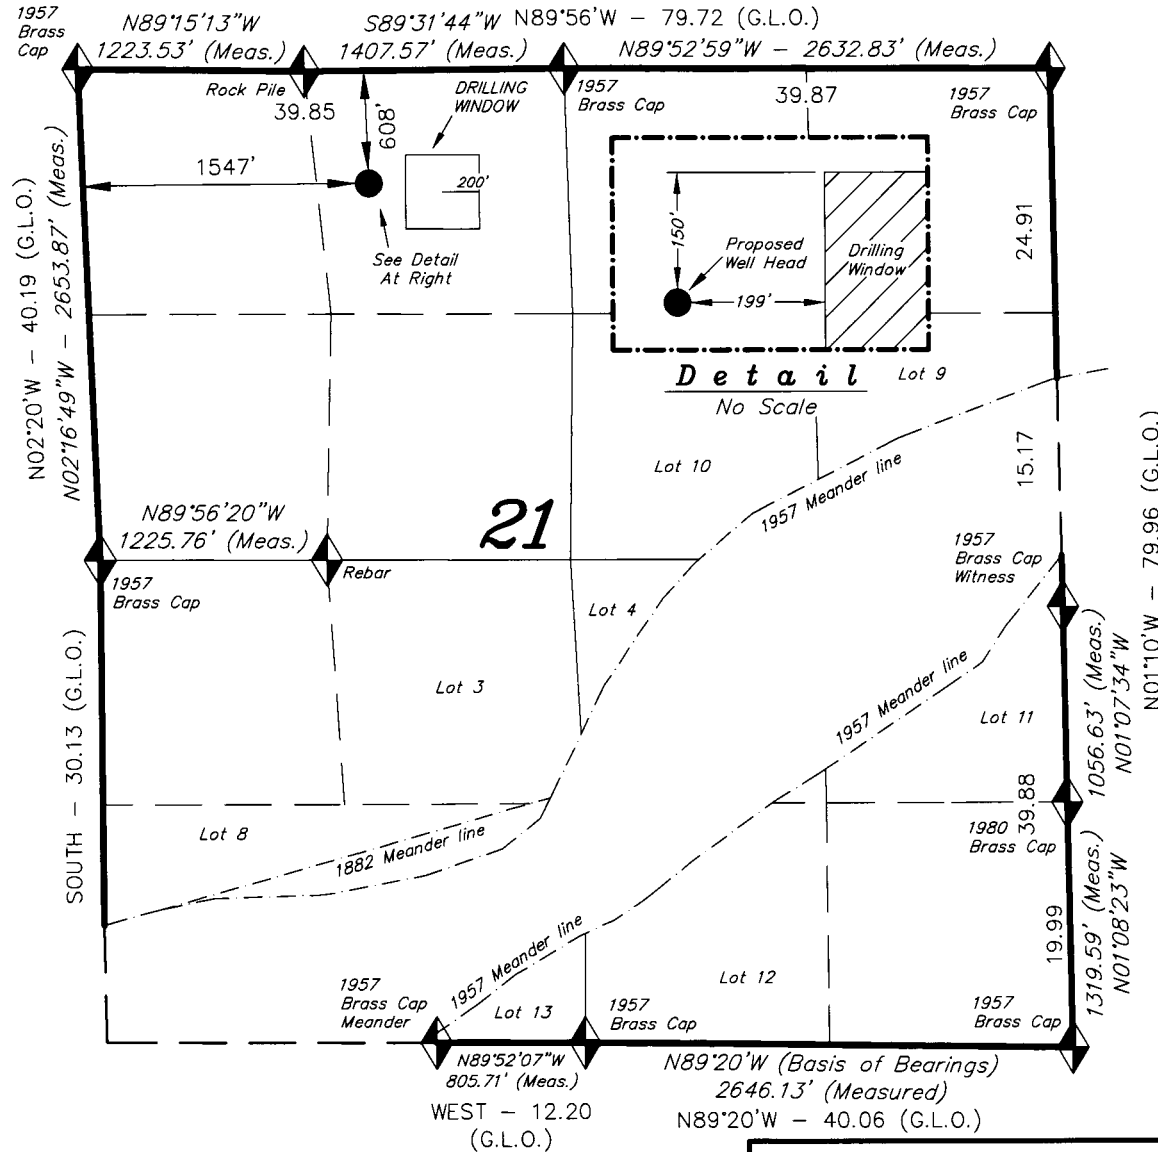 1957
Brass
Cap
N89°15'13"W
1223.53' (Meas.)
S89°31'44"W
1407.57' (Meas.)
N89°56'W - 79.72 (G.L.O.)
N89°52'59"W - 2632.83' (Meas.)
Rock Pile
39.85
608'
DRILLING
WINDOW
1957
Brass Cap
39.87
1957
Brass Cap
1547'
200'
See Detail
At Right
150'
Proposed
Well Head
199'
Drilling
Window
Detail
No Scale
Lot 9
24.91
N02°20'W - 40.19 (G.L.O.)
N02°16'49"W - 2653.87' (Meas.)
Lot 10
1957 Meander line
15.17
N01°10'W - 79.96 (G.L.O.)
N89°56'20"W
1225.76' (Meas.)
21
1957
Brass Cap
Rebar
1957
Brass Cap
Witness
Lot 4
Lot 3
1957 Meander line
Lot 11
1056.63' (Meas.)
N01°07'34"W
SOUTH - 30.13 (G.L.O.)
Lot 8
1882 Meander line
39.88
1980
Brass Cap
19.99
1319.59' (Meas.)
N01°08'23"W
1957 Meander line
Lot 12
1957
Brass Cap
Meander
Lot 13
1957
Brass Cap
1957
Brass Cap
N89°52'07"W
805.71' (Meas.)
WEST - 12.20
(G.L.O.)
N89°20'W (Basis of Bearings)
2646.13' (Measured)
N89°20'W - 40.06 (G.L.O.)